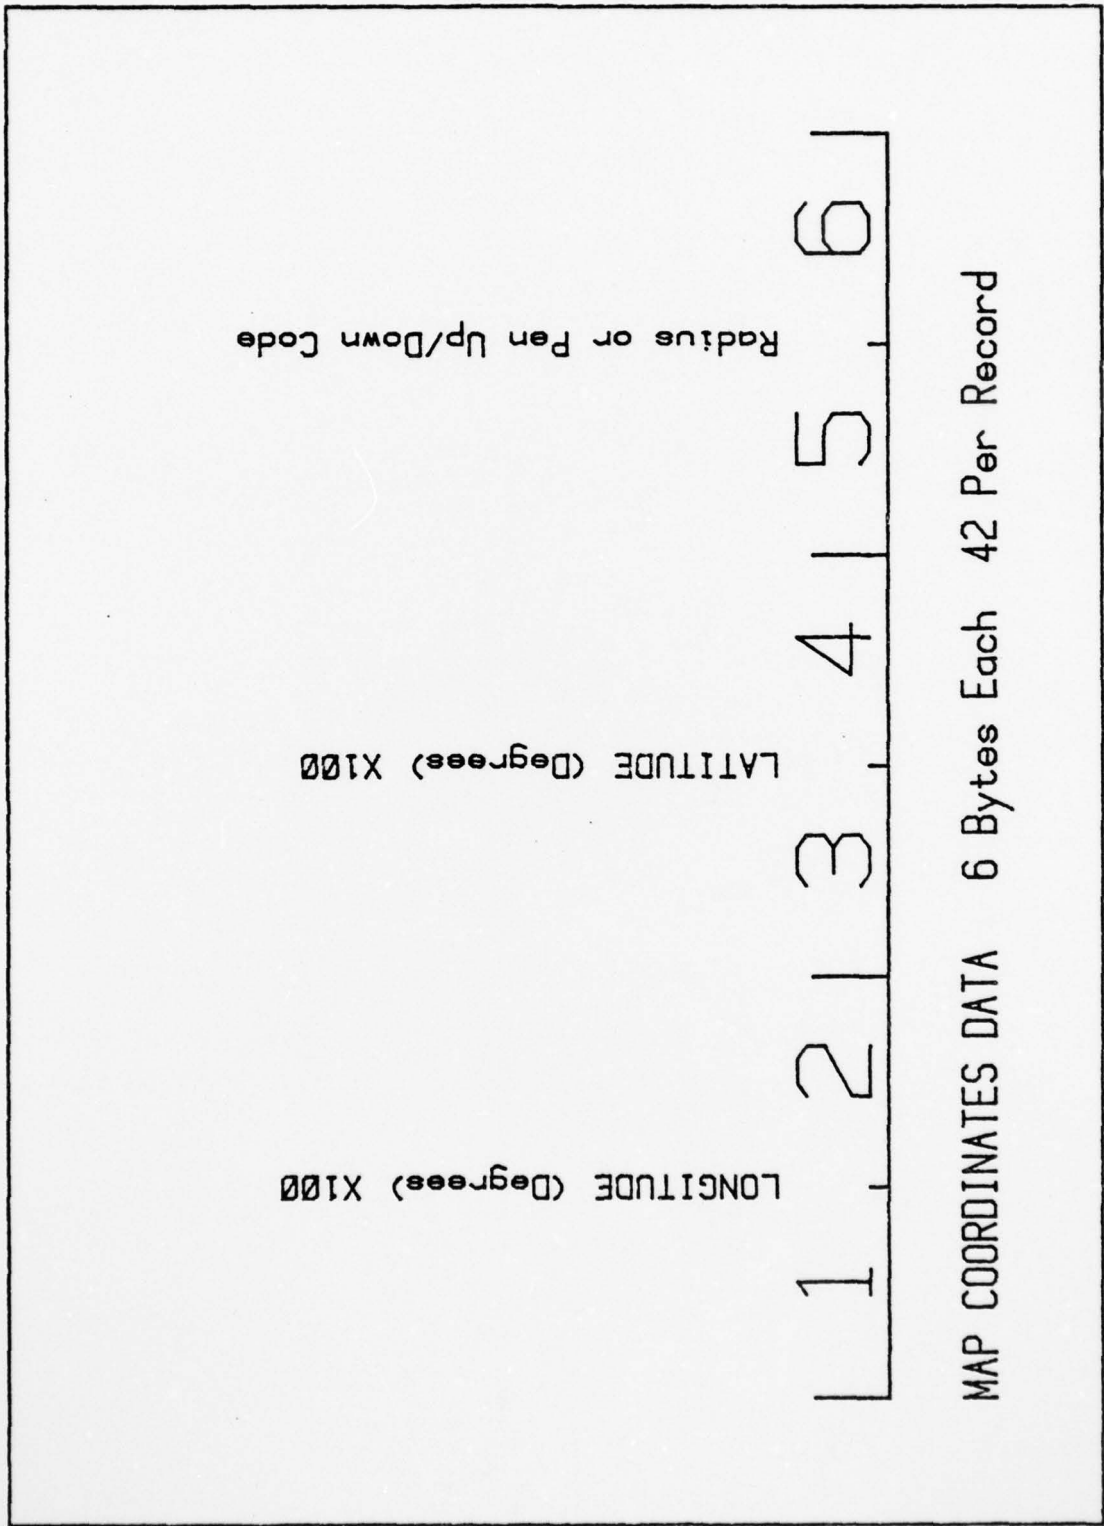 LONGITUDE (Degrees) X100
LATITUDE (Degrees) X100
Radius or Pen Up/Down Code
1 2 3 4 5 6
MAP COORDINATES DATA 6 Bytes Each 42 Per Record